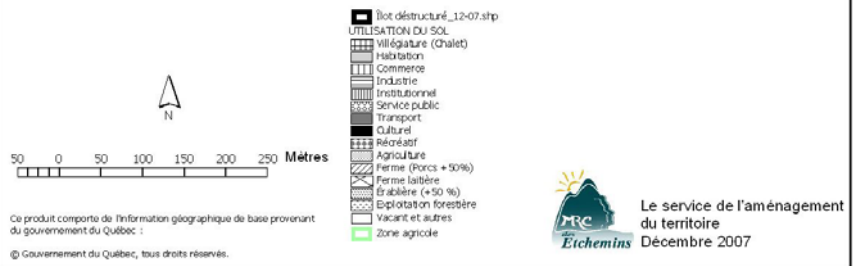 N
50 0 50 100 150 200 250 Mètres
Ce produit comporte de l'information géographique de base provenant
du gouvernement du Québec :
© Gouvernement du Québec, tous droits réservés.
Îlot déstructuré_12-07.shp
UTILISATION DU SOL
Villégiature (Chalet)
Habitation
Commerce
Industrie
Institutionnel
Service public
Transport
Culturel
Récréatif
Agriculture
Ferme (Porcs +50%)
Ferme laitière
Érablière (+50 %)
Exploitation forestière
Vacant et autres
Zone agricole
MRC
des
Etchemins
Le service de l'aménagement
du territoire
Décembre 2007